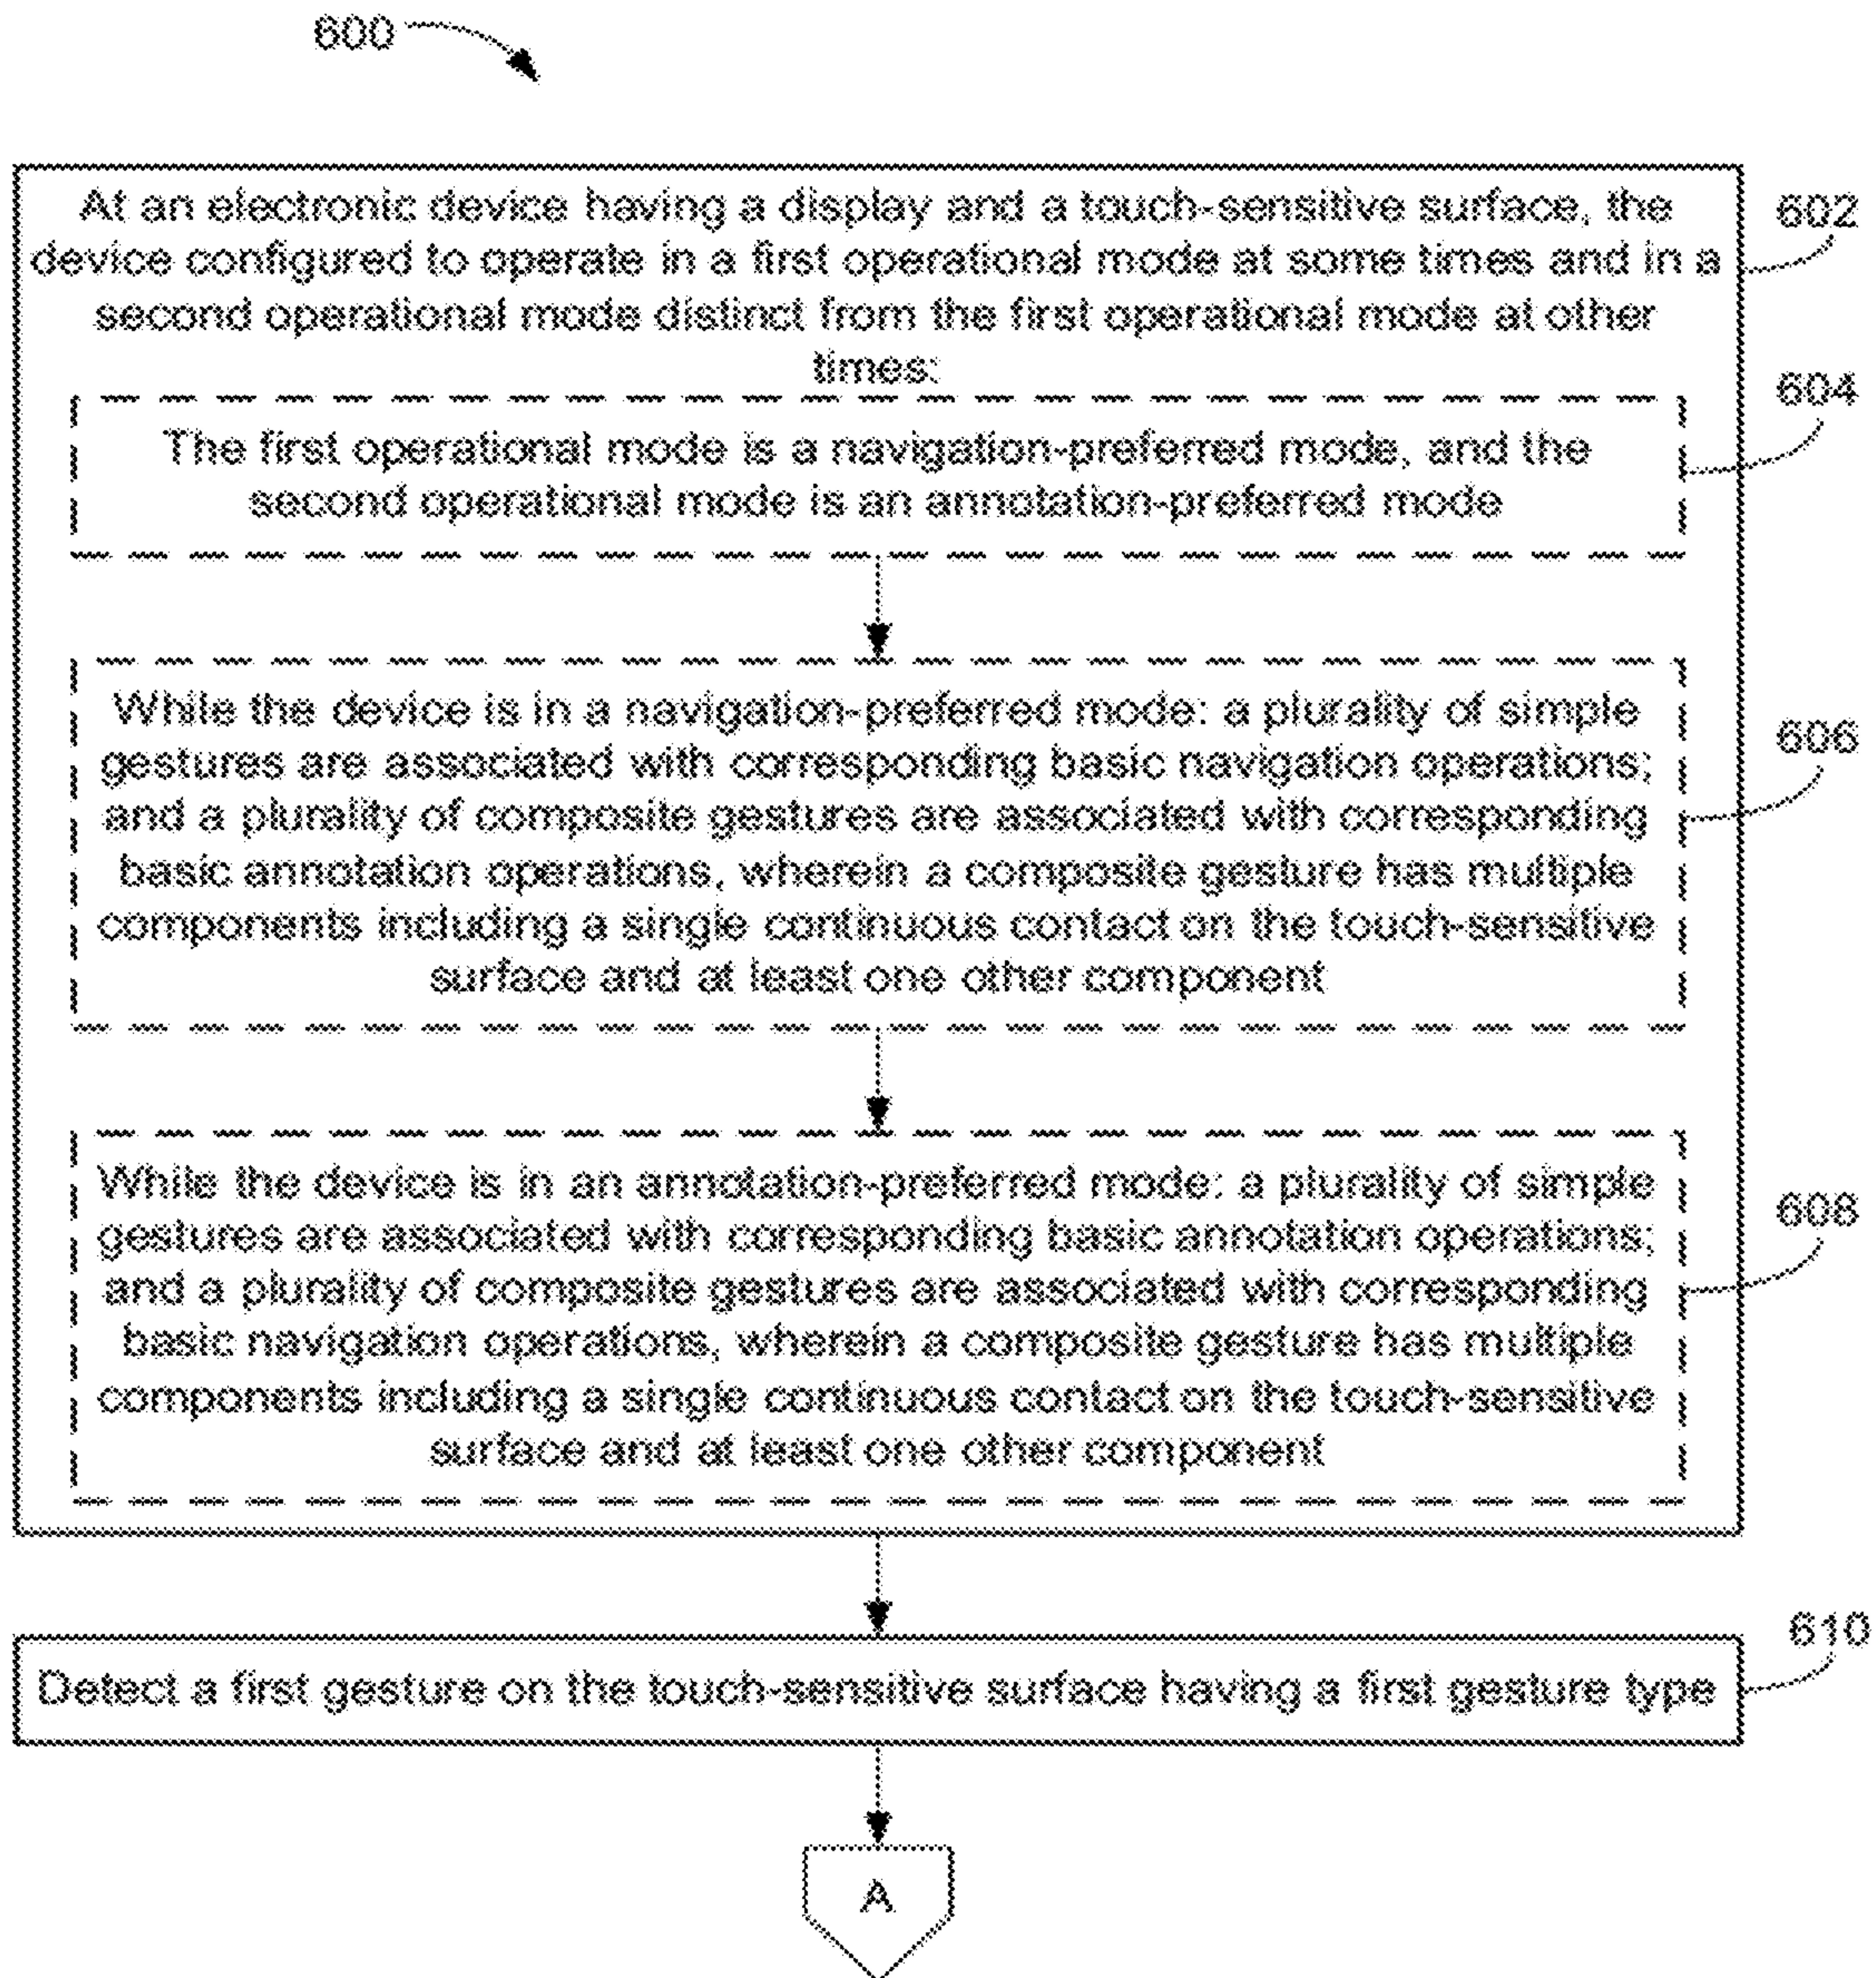 600
At an electronic device having a display and a touch-sensitive surface, the
device configured to operate in a first operational mode at some times and in a
second operational mode distinct from the first operational mode at other
times:
602
The first operational mode is a navigation-preferred mode, and the
second operational mode is an annotation-preferred mode
604
While the device is in a navigation-preferred mode: a plurality of simple
gestures are associated with corresponding basic navigation operations;
and a plurality of composite gestures are associated with corresponding
basic annotation operations, wherein a composite gesture has multiple
components including a single continuous contact on the touch-sensitive
surface and at least one other component
606
While the device is in an annotation-preferred mode: a plurality of simple
gestures are associated with corresponding basic annotation operations;
and a plurality of composite gestures are associated with corresponding
basic navigation operations, wherein a composite gesture has multiple
components including a single continuous contact on the touch-sensitive
surface and at least one other component
608
Detect a first gesture on the touch-sensitive surface having a first gesture type
610
A